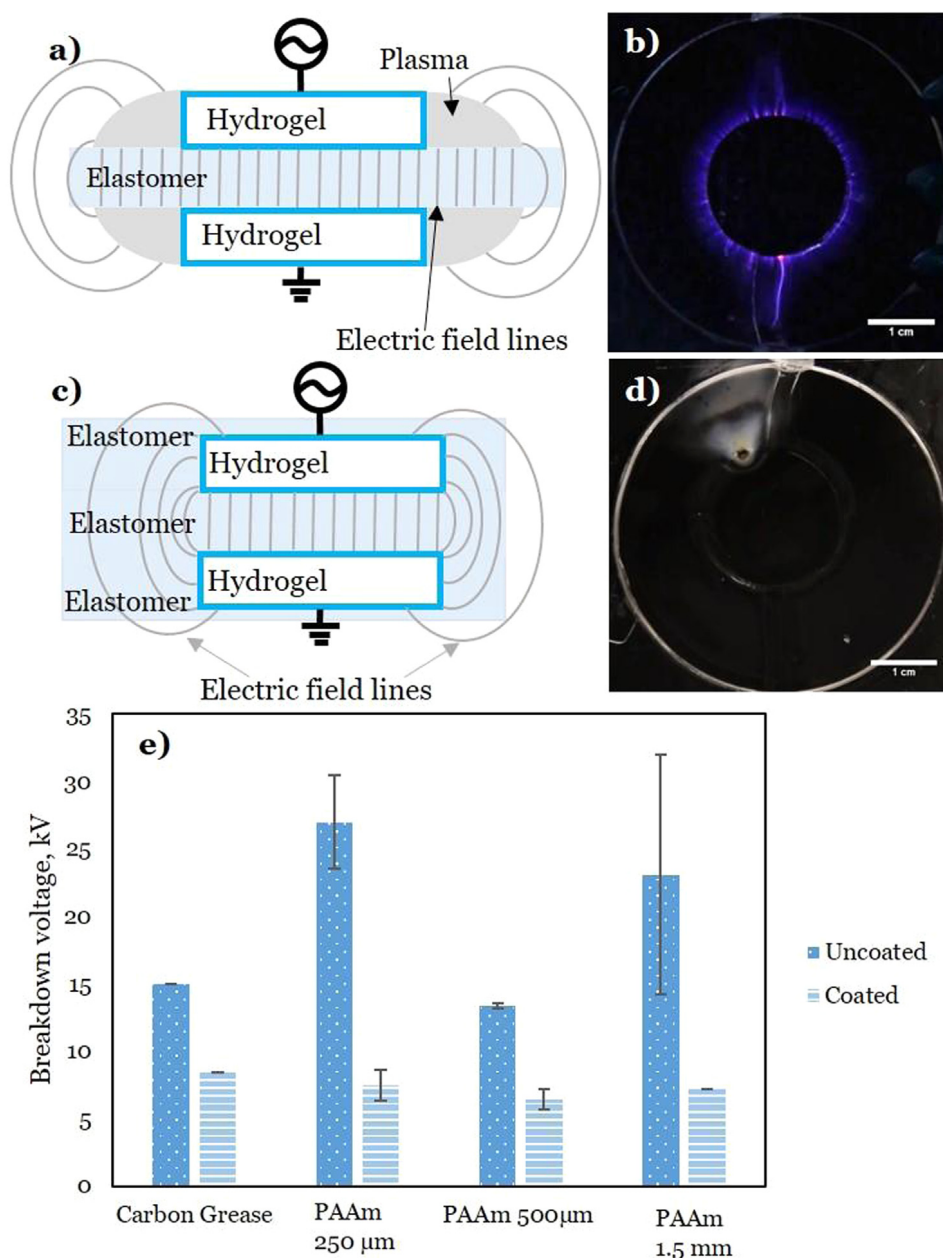 a)
Plasma
Hydrogel
Elastomer
Hydrogel
Electric field lines
b)
1 cm
c)
Elastomer
Hydrogel
Elastomer
Hydrogel
Elastomer
Electric field lines
d)
1 cm
e)
Breakdown voltage, kV
35
30
25
20
15
10
5
0
Carbon Grease
PAAm
250 µm
PAAm 500µm
PAAm
1.5 mm
Uncoated
Coated